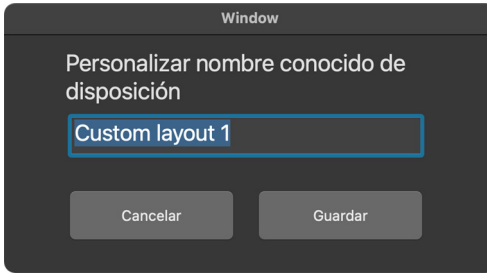 Window
Personalizar nombre conocido de
disposición
Custom layout 1
Cancelar
Guardar